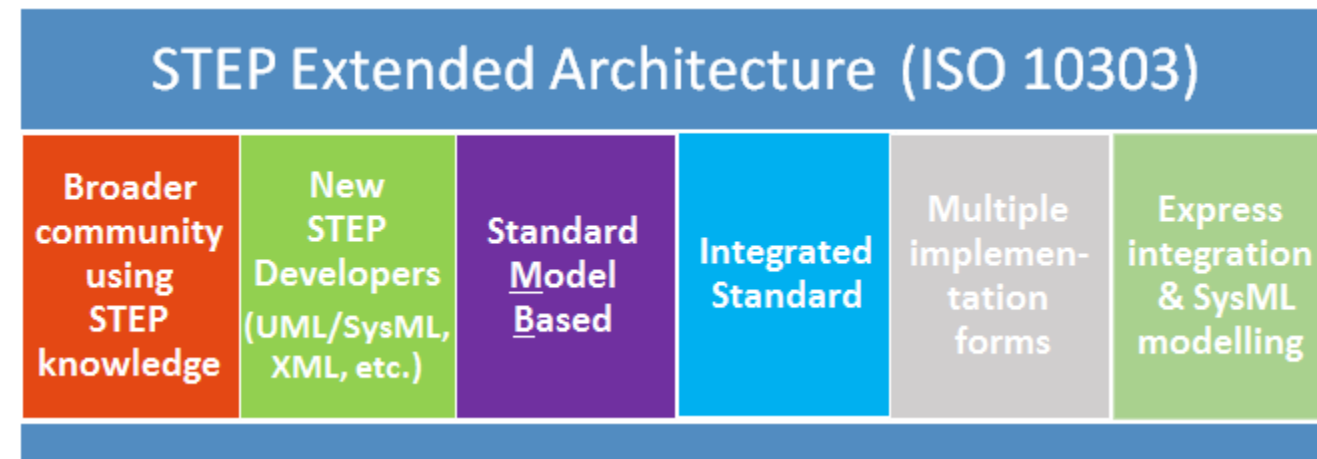 STEP Extended Architecture (ISO 10303)
Broader
community
using
STEP
knowledge
New
STEP
Developers
(UML/SysML,
XML, etc.)
Standard
Model
Based
Integrated
Standard
Multiple
implemen-
tation
forms
Express
integration
& SysML
modelling